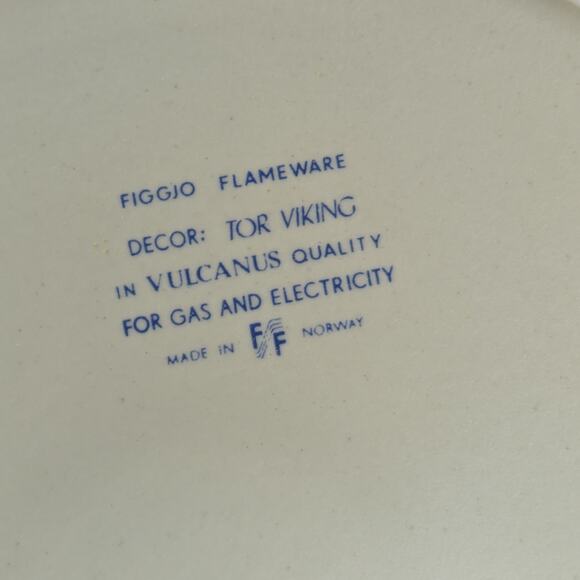 FIGGJO FLAMEWARE
DECOR: TOR VIKING
IN VULCANUS QUALITY
FOR GAS AND ELECTRICITY
MADE IN FF NORWAY